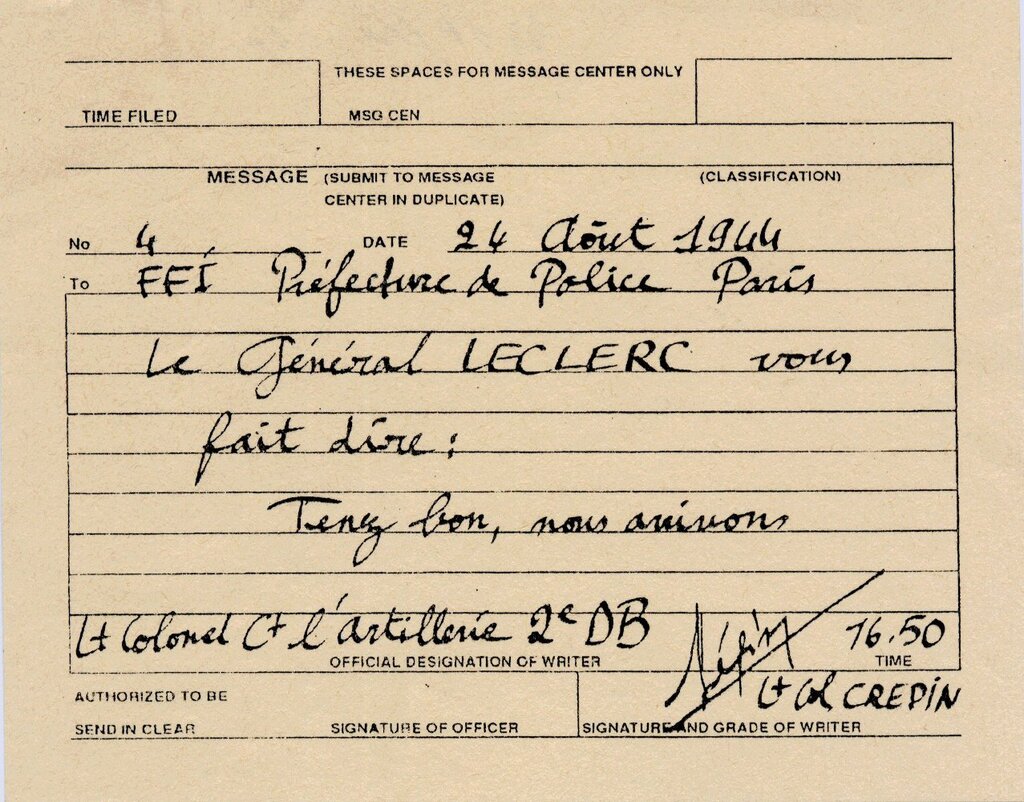 THESE SPACES FOR MESSAGE CENTER ONLY
TIME FILED MSG CEN
MESSAGE (SUBMIT TO MESSAGE (CLASSIFICATION)
CENTER IN DUPLICATE)
No 4 DATE 24 Août 1944
To FFI Préfecture de Police Paris
Le Général LECLERC vous
fait dire :
Tenez bon, nous arrivons
Lt Colonel Ct l'artillerie 2e DB 16.50
OFFICIAL DESIGNATION OF WRITER TIME
Lt Col CREPIN
AUTHORIZED TO BE
SEND IN CLEAR SIGNATURE OF OFFICER SIGNATURE AND GRADE OF WRITER